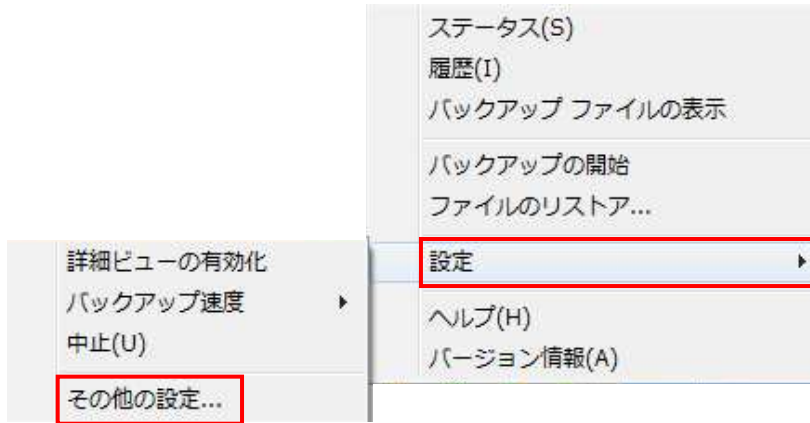 ステータス(S)
履歴(I)
バックアップ ファイルの表示
バックアップの開始
ファイルのリストア...
設定
ヘルプ(H)
バージョン情報(A)
詳細ビューの有効化
バックアップ速度
中止(U)
その他の設定...